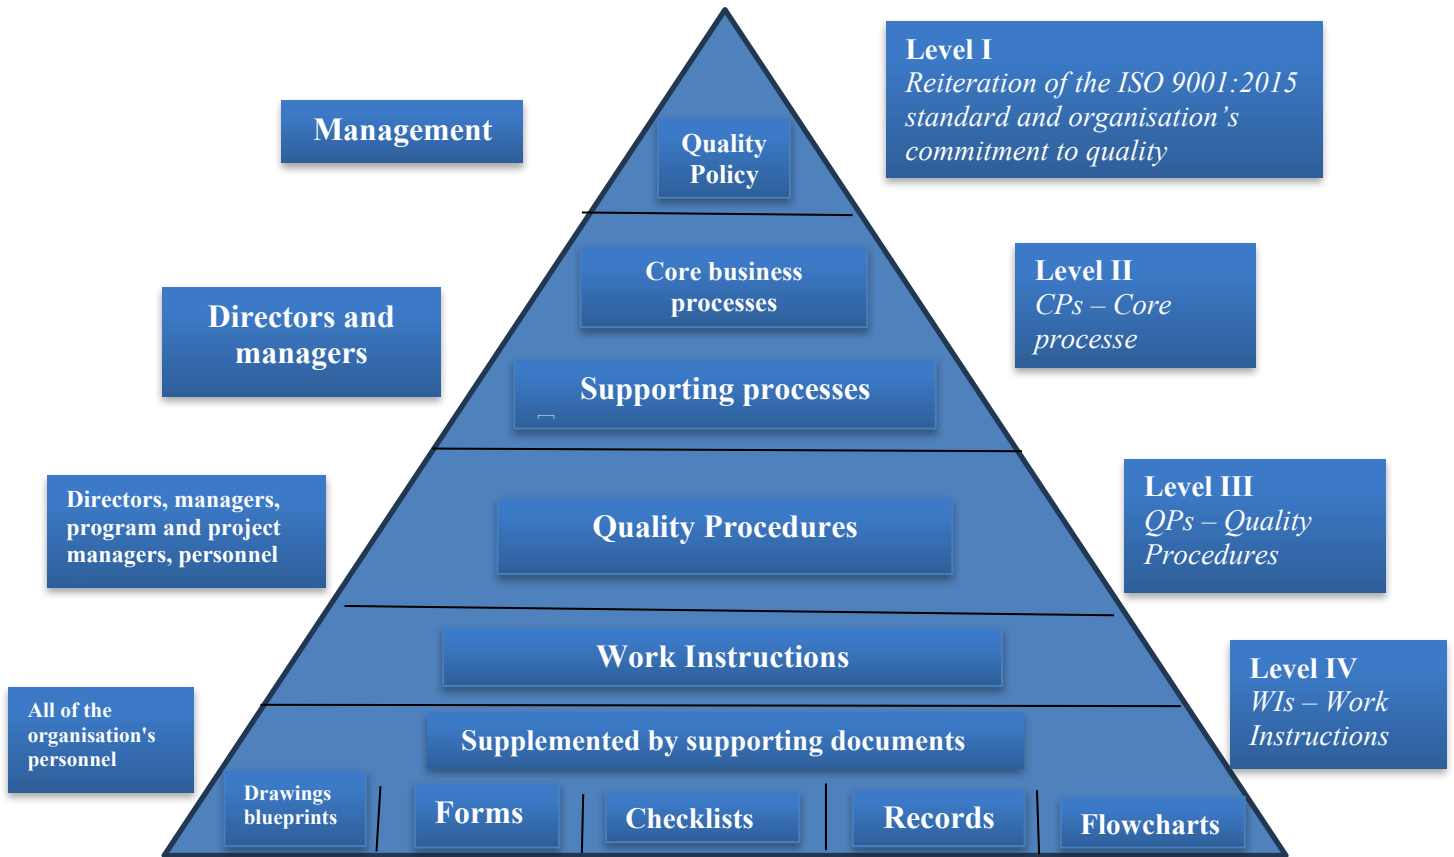 Level I
Reiteration of the ISO 9001:2015
standard and organisation's
commitment to quality
Management
Quality
Policy
Level II
CPs – Core
processe
Core business
processes
Directors and
managers
Supporting processes
Level III
QPs – Quality
Procedures
Directors, managers,
program and project
managers, personnel
Quality Procedures
Work Instructions
Level IV
WIs – Work
Instructions
All of the
organisation's
personnel
Supplemented by supporting documents
Drawings
blueprints
Forms
Checklists
Records
Flowcharts